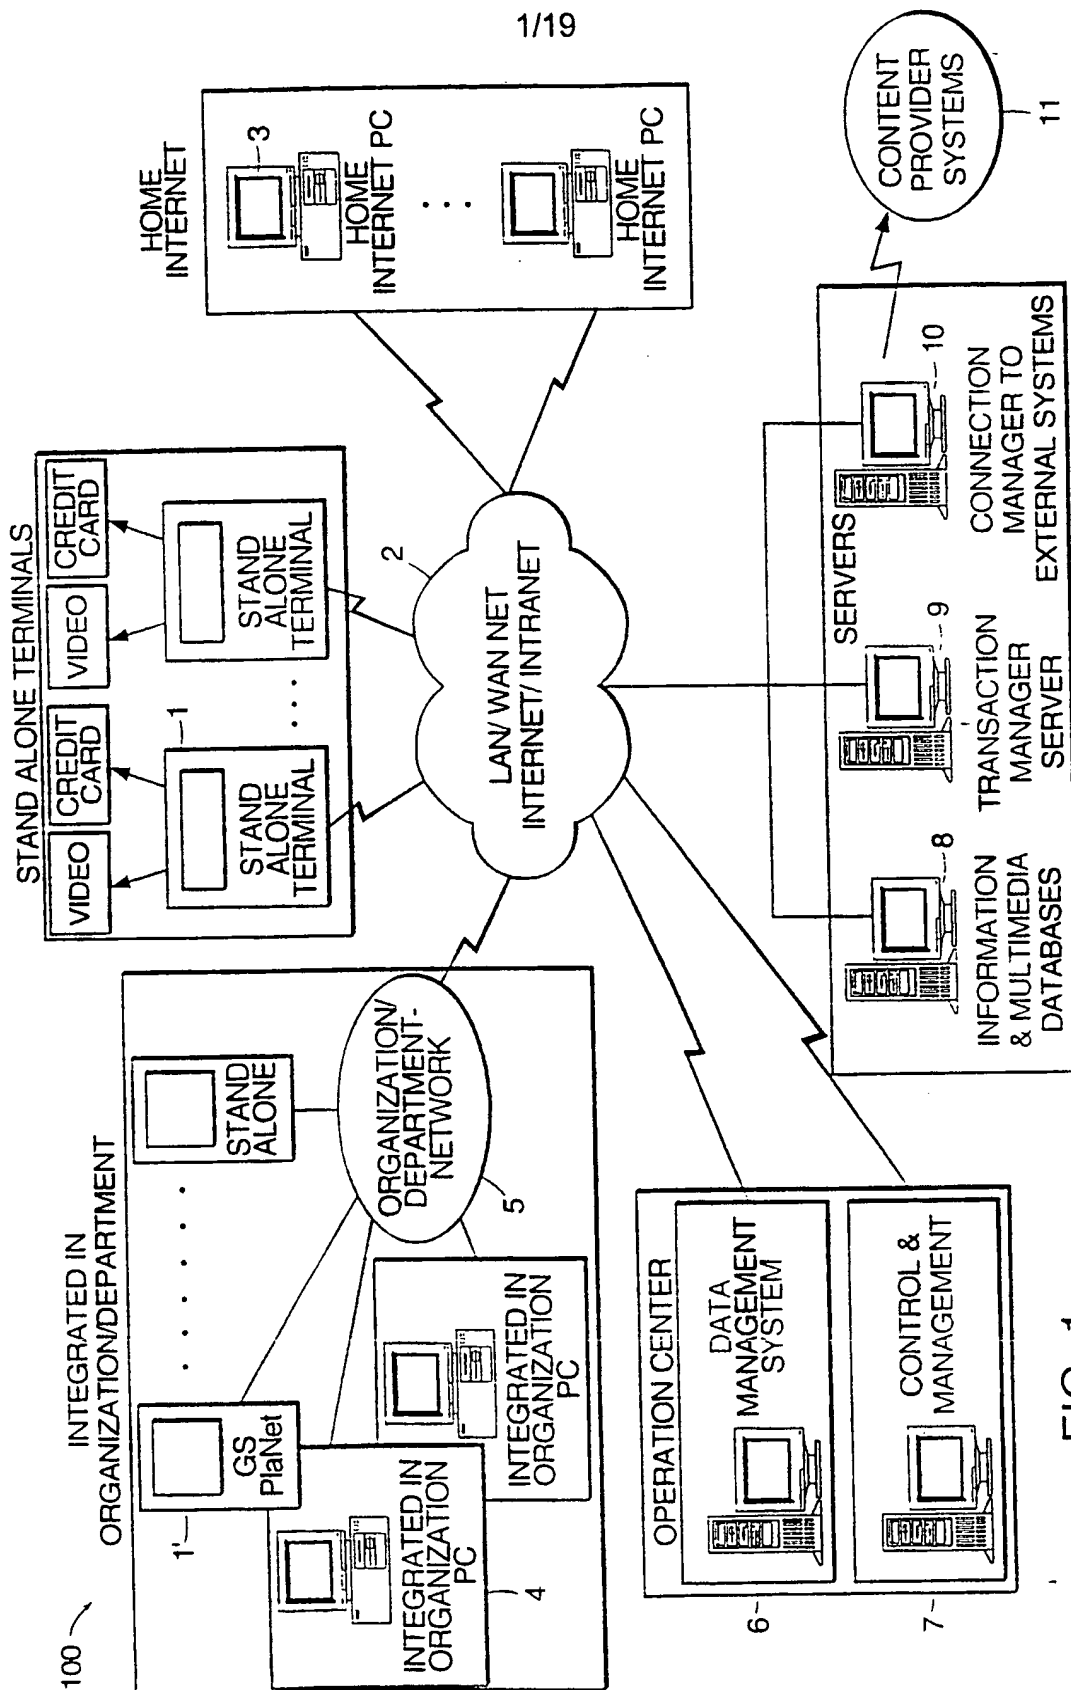 1/19
100
INTEGRATED IN
ORGANIZATION/DEPARTMENT
1'
GS
PlaNet
STAND
ALONE
INTEGRATED IN
ORGANIZATION
PC
4
INTEGRATED IN
ORGANIZATION
PC
ORGANIZATION/
DEPARTMENT-
NETWORK
5
STAND ALONE TERMINALS
VIDEO
CREDIT
CARD
VIDEO
CREDIT
CARD
1
STAND
ALONE
TERMINAL
STAND
ALONE
TERMINAL
HOME
INTERNET
3
HOME
INTERNET PC
HOME
INTERNET PC
2
LAN/WAN NET
INTERNET/INTRANET
OPERATION CENTER
DATA
MANAGEMENT
SYSTEM
6
CONTROL &
MANAGEMENT
7
SERVERS
8
INFORMATION
& MULTIMEDIA
DATABASES
9
TRANSACTION
MANAGER
SERVER
10
CONNECTION
MANAGER TO
EXTERNAL SYSTEMS
CONTENT
PROVIDER
SYSTEMS
11
FIG. 1